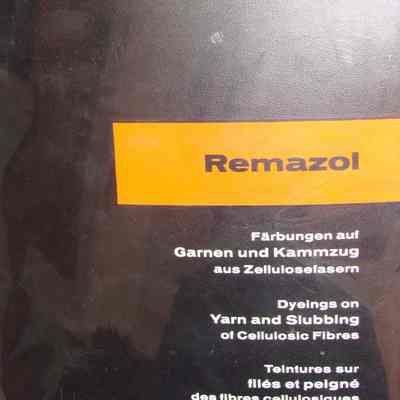 Remazol
Färbungen auf
Garnen und Kammzug
aus Zellulosefasern
Dyeings on
Yarn and Slubbing
of Cellulosic Fibres
Teintures sur
filés et peigné
des fibres cellulosiques